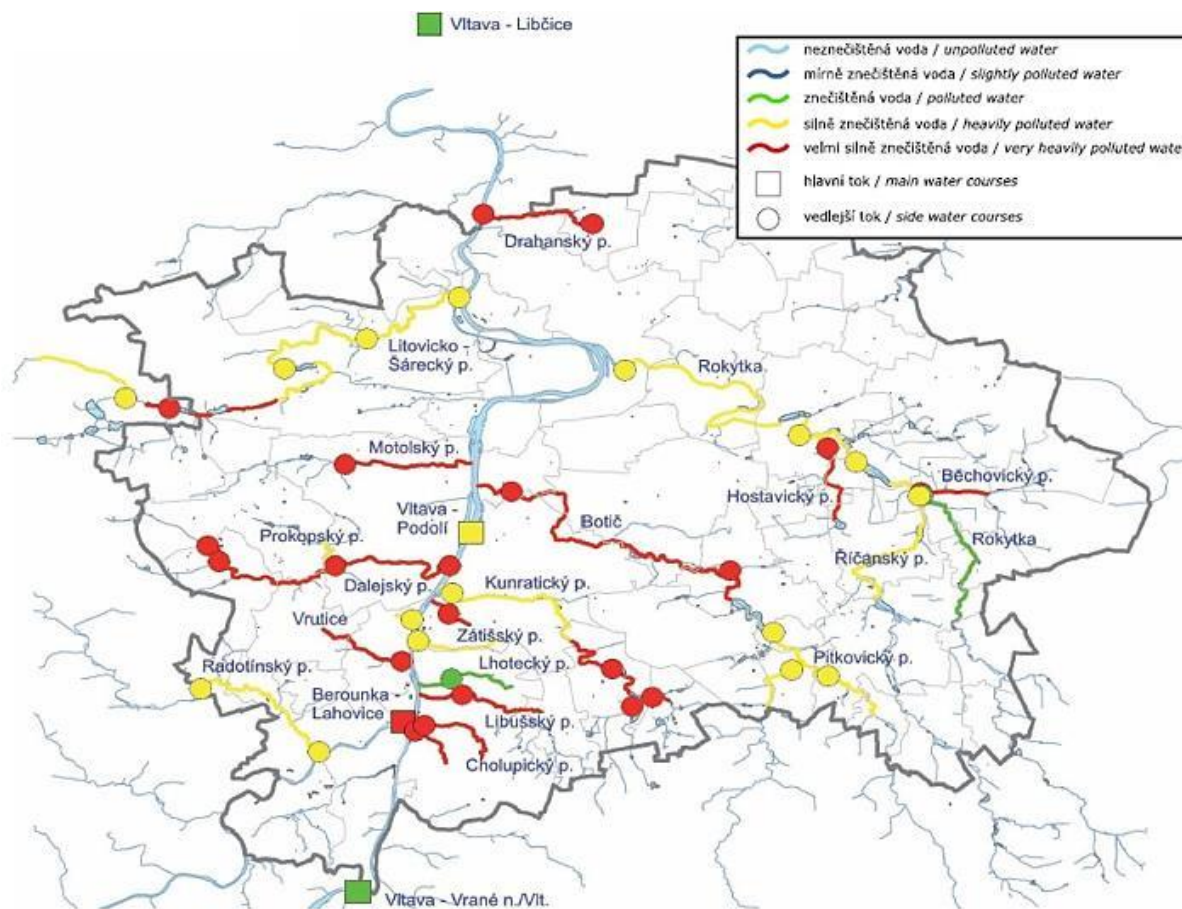 Vltava - Libčice
neznečištěná voda / unpolluted water
mírně znečištěná voda / slightly polluted water
znečištěná voda / polluted water
silně znečištěná voda / heavily polluted water
velmi silně znečištěná voda / very heavily polluted wate
hlavní tok / main water courses
vedlejší tok / side water courses
Drahanský p.
Litovicko -
Šárecký p.
Rokytka
Motolský p.
Běchovický p.
Hostavický p.
Vltava -
Podolí
Botič
Prokopský p.
Rokytka
Říčanský p.
Dalejský p.
Kunratický p.
Vrutice
Zátišský p.
Radotínský p.
Lhotecký p.
Pitkovický p.
Berounka -
Lahovice
Libušský p.
Cholupický p.
Vltava - Vrané n./Vlt.